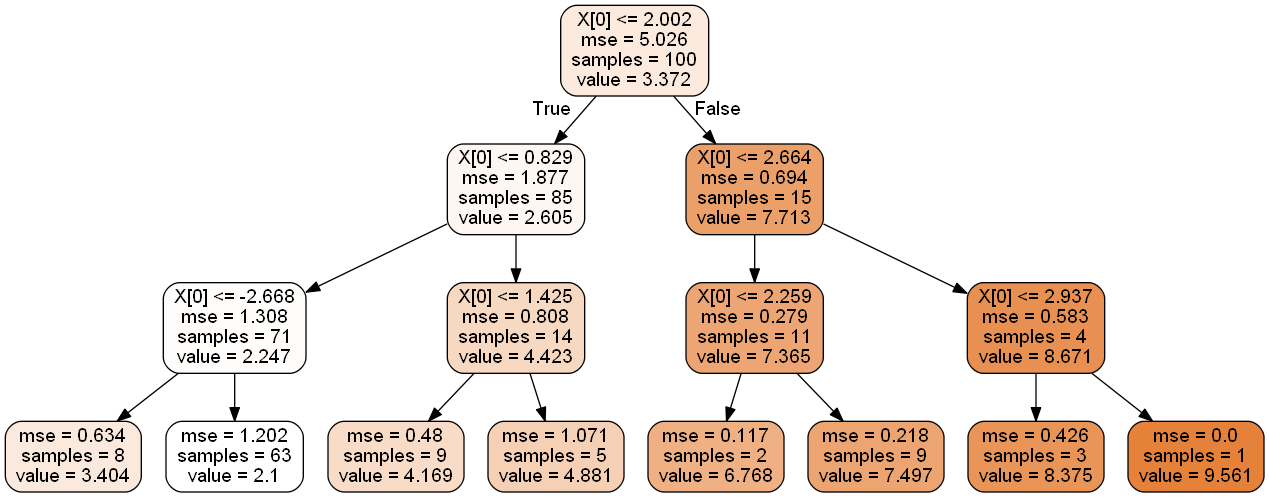 X[0] <= 2.002
mse = 5.026
samples = 100
value = 3.372
True
False
X[0] <= 0.829
mse = 1.877
samples = 85
value = 2.605
X[0] <= 2.664
mse = 0.694
samples = 15
value = 7.713
X[0] <= -2.668
mse = 1.308
samples = 71
value = 2.247
X[0] <= 1.425
mse = 0.808
samples = 14
value = 4.423
X[0] <= 2.259
mse = 0.279
samples = 11
value = 7.365
X[0] <= 2.937
mse = 0.583
samples = 4
value = 8.671
mse = 0.634
samples = 8
value = 3.404
mse = 1.202
samples = 63
value = 2.1
mse = 0.48
samples = 9
value = 4.169
mse = 1.071
samples = 5
value = 4.881
mse = 0.117
samples = 2
value = 6.768
mse = 0.218
samples = 9
value = 7.497
mse = 0.426
samples = 3
value = 8.375
mse = 0.0
samples = 1
value = 9.561